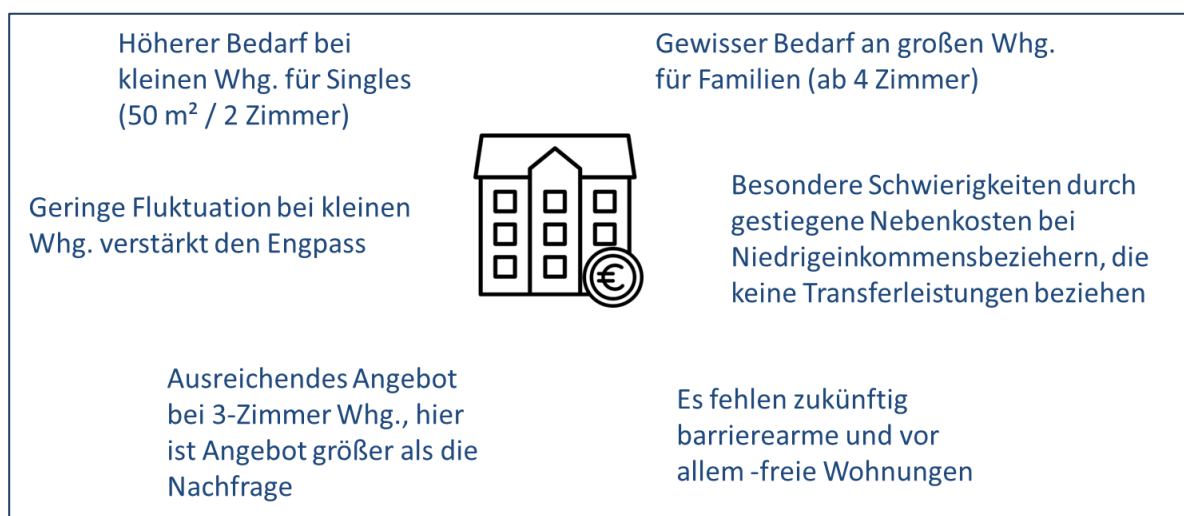 Höherer Bedarf bei
kleinen Whg. für Singles
(50 m² / 2 Zimmer)
Gewisser Bedarf an großen Whg.
für Familien (ab 4 Zimmer)
Geringe Fluktuation bei kleinen
Whg. verstärkt den Engpass
Besondere Schwierigkeiten durch
gestiegene Nebenkosten bei
Niedrigeinkommensbeziehern, die
keine Transferleistungen beziehen
€
Ausreichendes Angebot
bei 3-Zimmer Whg., hier
ist Angebot größer als die
Nachfrage
Es fehlen zukünftig
barrierearme und vor
allem -freie Wohnungen